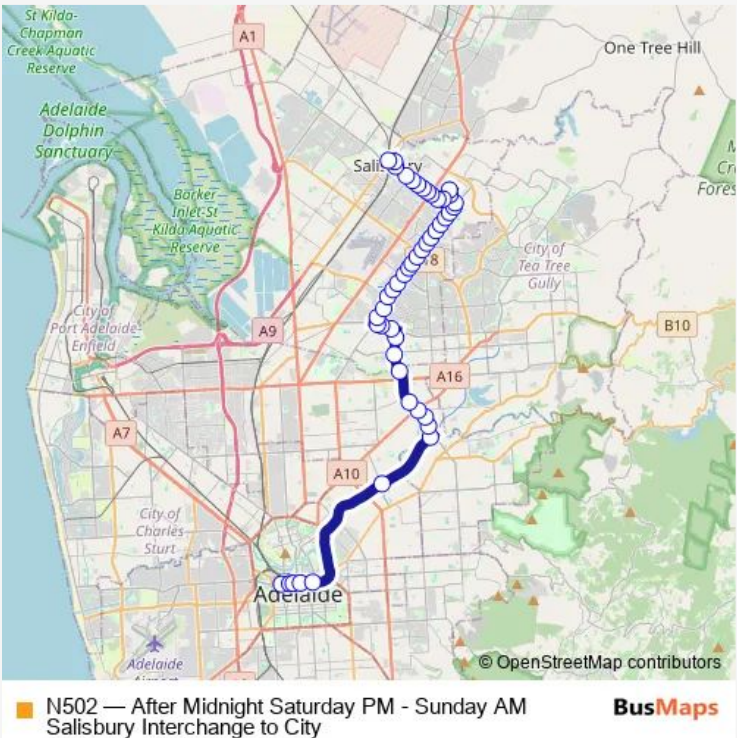 St Kilda-
Chapman
Creek Aquatic
Reserve
A1
One Tree Hill
Adelaide
Dolphin
Sanctuary
Barker
Inlet-St
Kilda Aquatic
Reserve
City of
Tea Tree
Gully
City of
Port Adelaide-
Enfield
A9
B10
A16
A7
A10
City of
Charles
Sturt
Adelaide
Adelaide
© OpenStreetMap contributors
N502 — After Midnight Saturday PM - Sunday AM
Salisbury Interchange to City
BusMaps